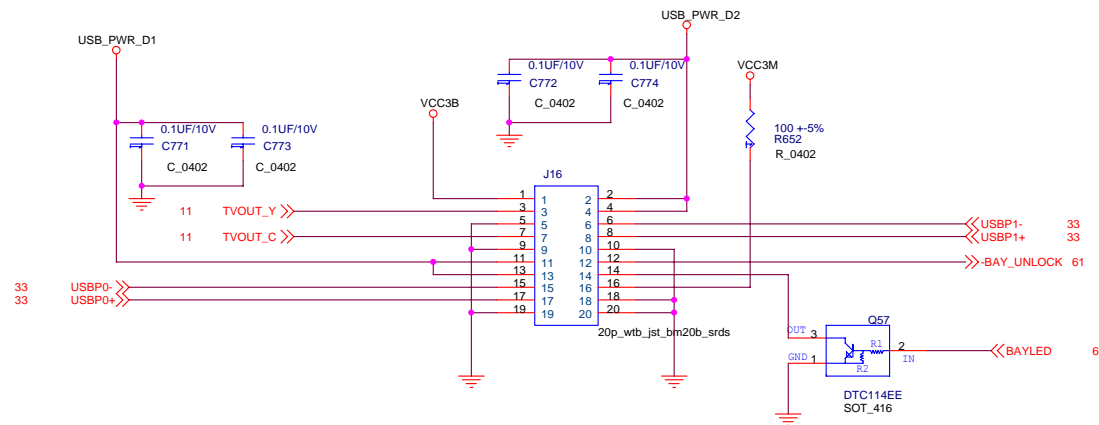 USB_PWR_D2
USB_PWR_D1
VCC3M
0.1UF/10V
C772
C_0402
0.1UF/10V
C774
C_0402
VCC3B
0.1UF/10V
C771
C_0402
0.1UF/10V
C773
C_0402
100 +-5%
R652
R_0402
J16
1 1 2 2
11 TVOUT_Y 3 3 4 4
5 5 6 6 USBP1- 33
11 TVOUT_C 7 7 8 8 USBP1+ 33
9 9 10 10
11 11 12 12 -BAY_UNLOCK 61
13 13 14 14
33 USBP0- 15 15 16 16
33 USBP0+ 17 17 18 18
19 19 20 20
20p_wtb_jst_bm20b_srds
Q57
OUT 3
R1
2
IN
BAYLED 6
GND 1
R2
DTC114EE
SOT_416